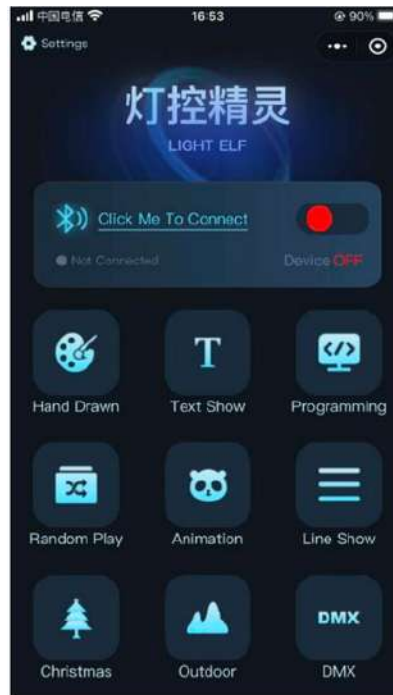 中国电信 16:53 90%
Settings
灯控精灵
LIGHT ELF
Click Me To Connect
Not Connected Device OFF
Hand Drawn Text Show Programming
Random Play Animation Line Show
DMX
Christmas Outdoor DMX